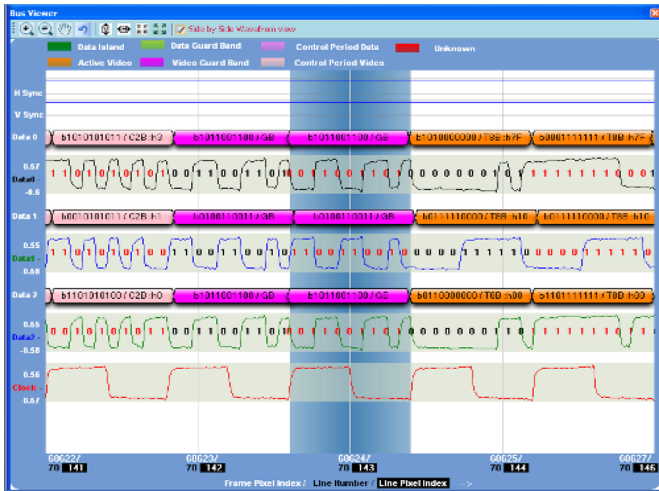 Bus Viewer
Side by Side Waveform view
Data Island Data Guard Band Control Period Data Unknown
Active Video Video Guard Band Control Period Video
H Sync
V Sync
Data 0 b1010101011 / C2B :h3 b1011001100 / GB b1011001100 / GB b1010000000 / T8B :h7F b0001111111 / T8B :h7F
0.57
Data0 -
-0.6
Data 1 b0010101011 / C2B :h1 b0100110011 / GB b0100110011 / GB b0111110000 / T8B :h10 b0111110000 / T8B :h10
0.55
Data1 -
0.58
Data 2 b1101010100 / C2B :h0 b1011001100 / GB b1011001100 / GB b0110000000 / T8B :h00 b1101111111 / T8B :h00
0.55
Data2 -
-0.58
0.56
Clock -
0.57
60622/ 60623/ 60624/ 60625/ 60627/
70 141 70 142 70 143 70 144 70 146
Frame Pixel Index / Line Number / Line Pixel Index -->